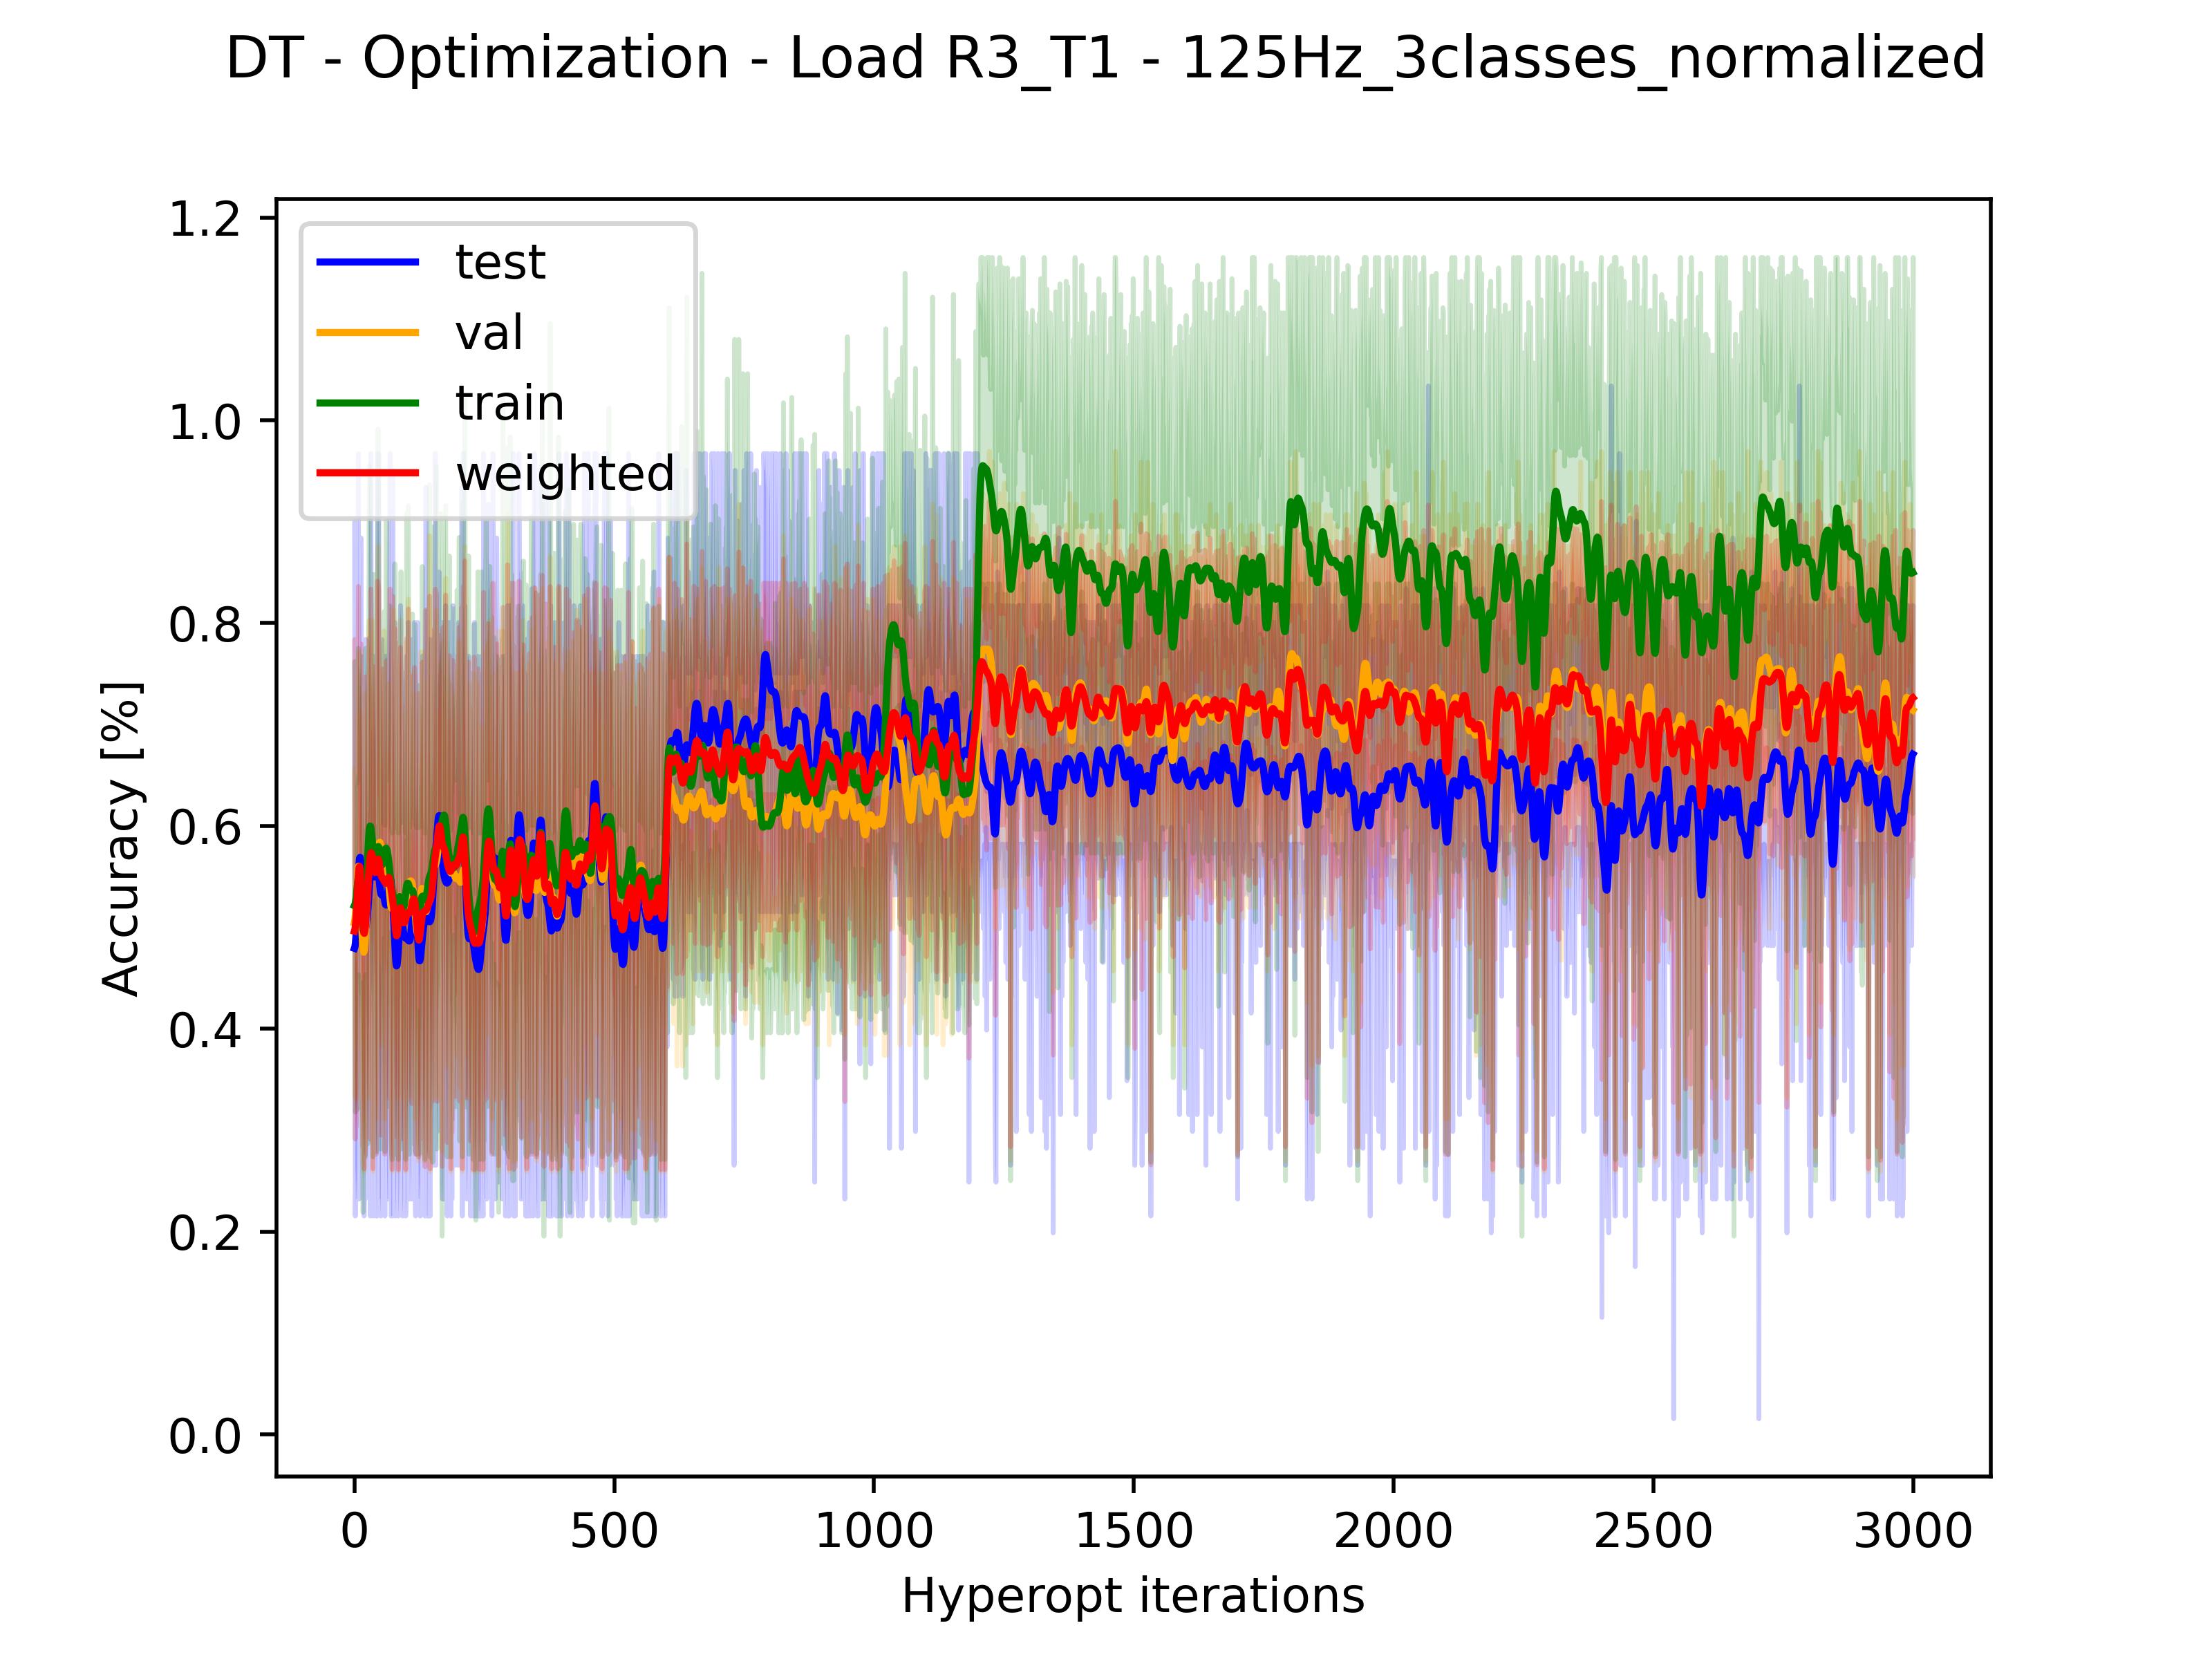 DT - Optimization - Load R3_T1 - 125Hz_3classes_normalized
1.2
1.0
0.8
0.6
0.4
0.2
0.0
Accuracy [%]
test
val
train
weighted
0 500 1000 1500 2000 2500 3000
Hyperopt iterations